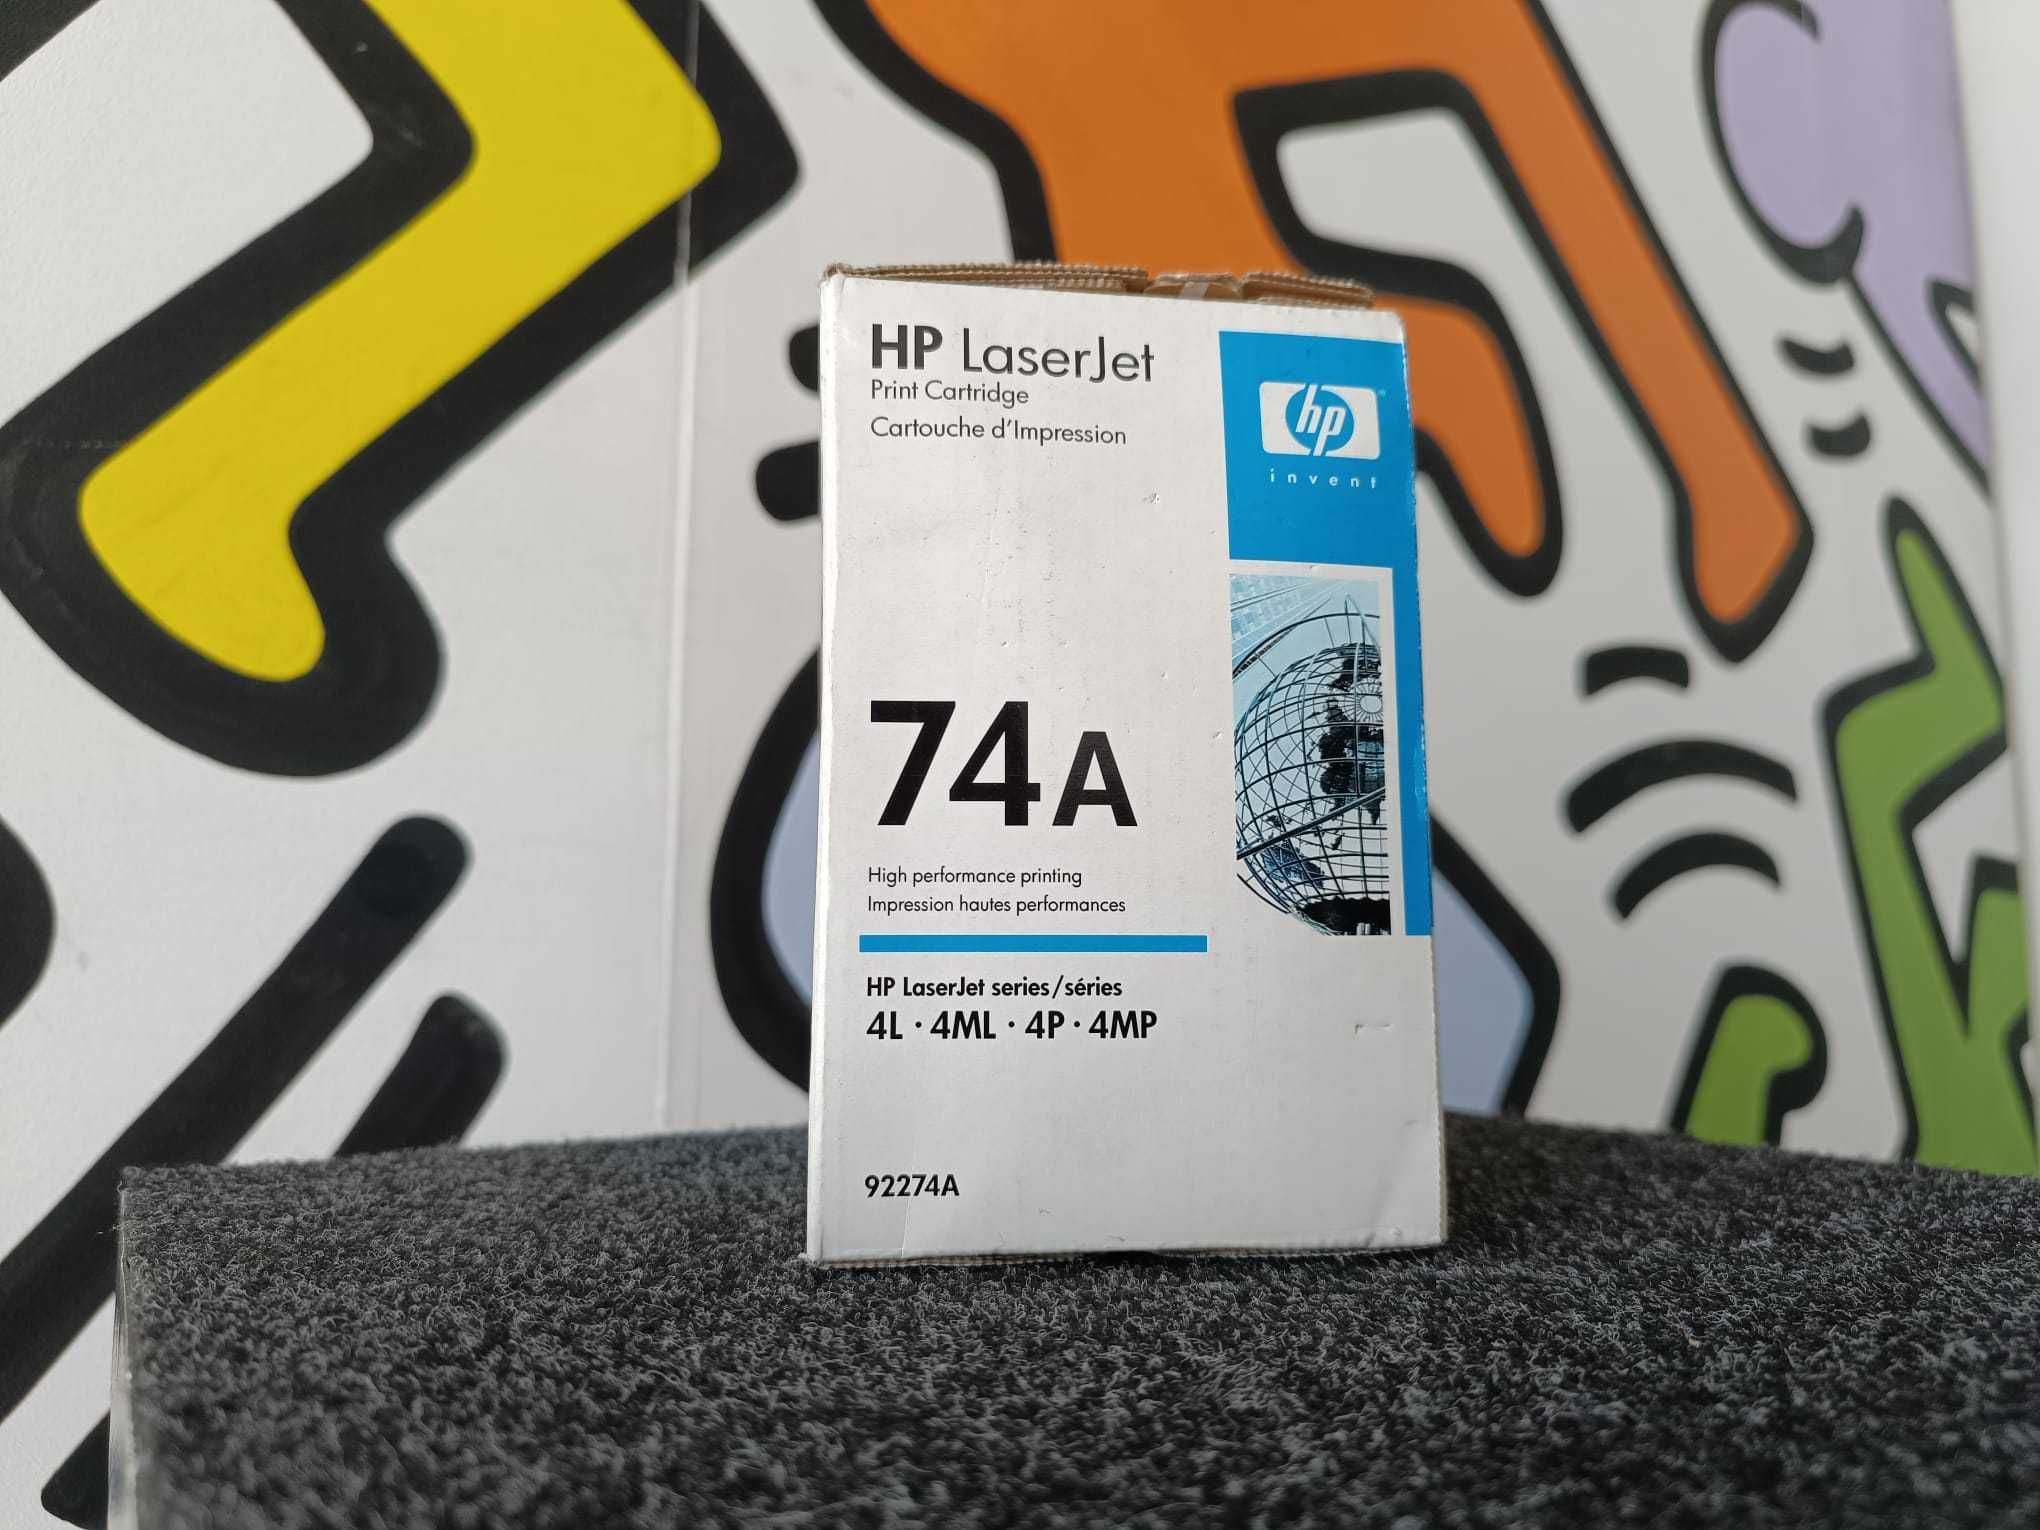 HP LaserJet
Print Cartridge
Cartouche d'Impression
hp
invent
74A
High performance printing
Impression hautes performances
HP LaserJet series/séries
4L · 4ML · 4P · 4MP
92274A